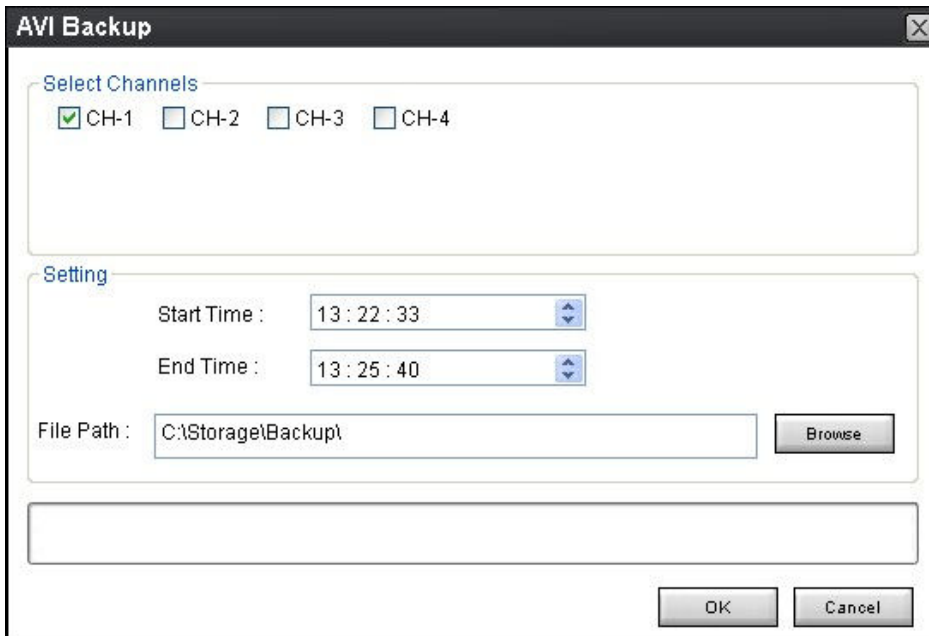 AVI Backup
Select Channels
CH-1 CH-2 CH-3 CH-4
Setting
Start Time : 13 : 22 : 33
End Time : 13 : 25 : 40
File Path : C:\Storage\Backup\ Browse
OK Cancel